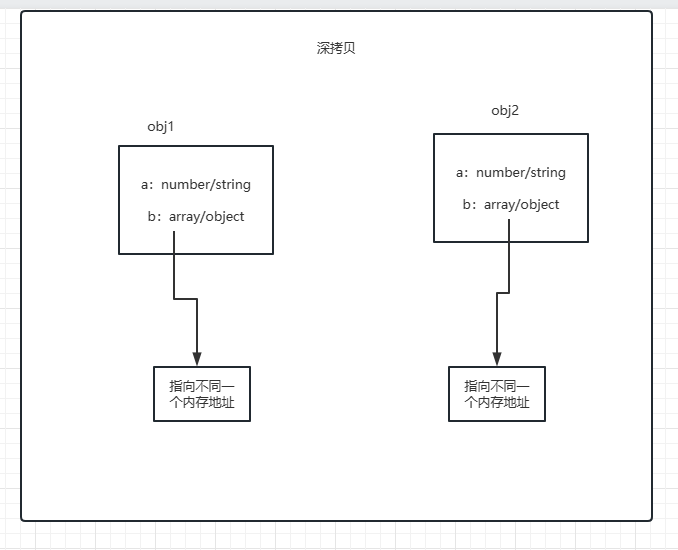 深拷贝
obj1
obj2
a：number/string
b：array/object
a：number/string
b：array/object
指向不同一
个内存地址
指向不同一
个内存地址